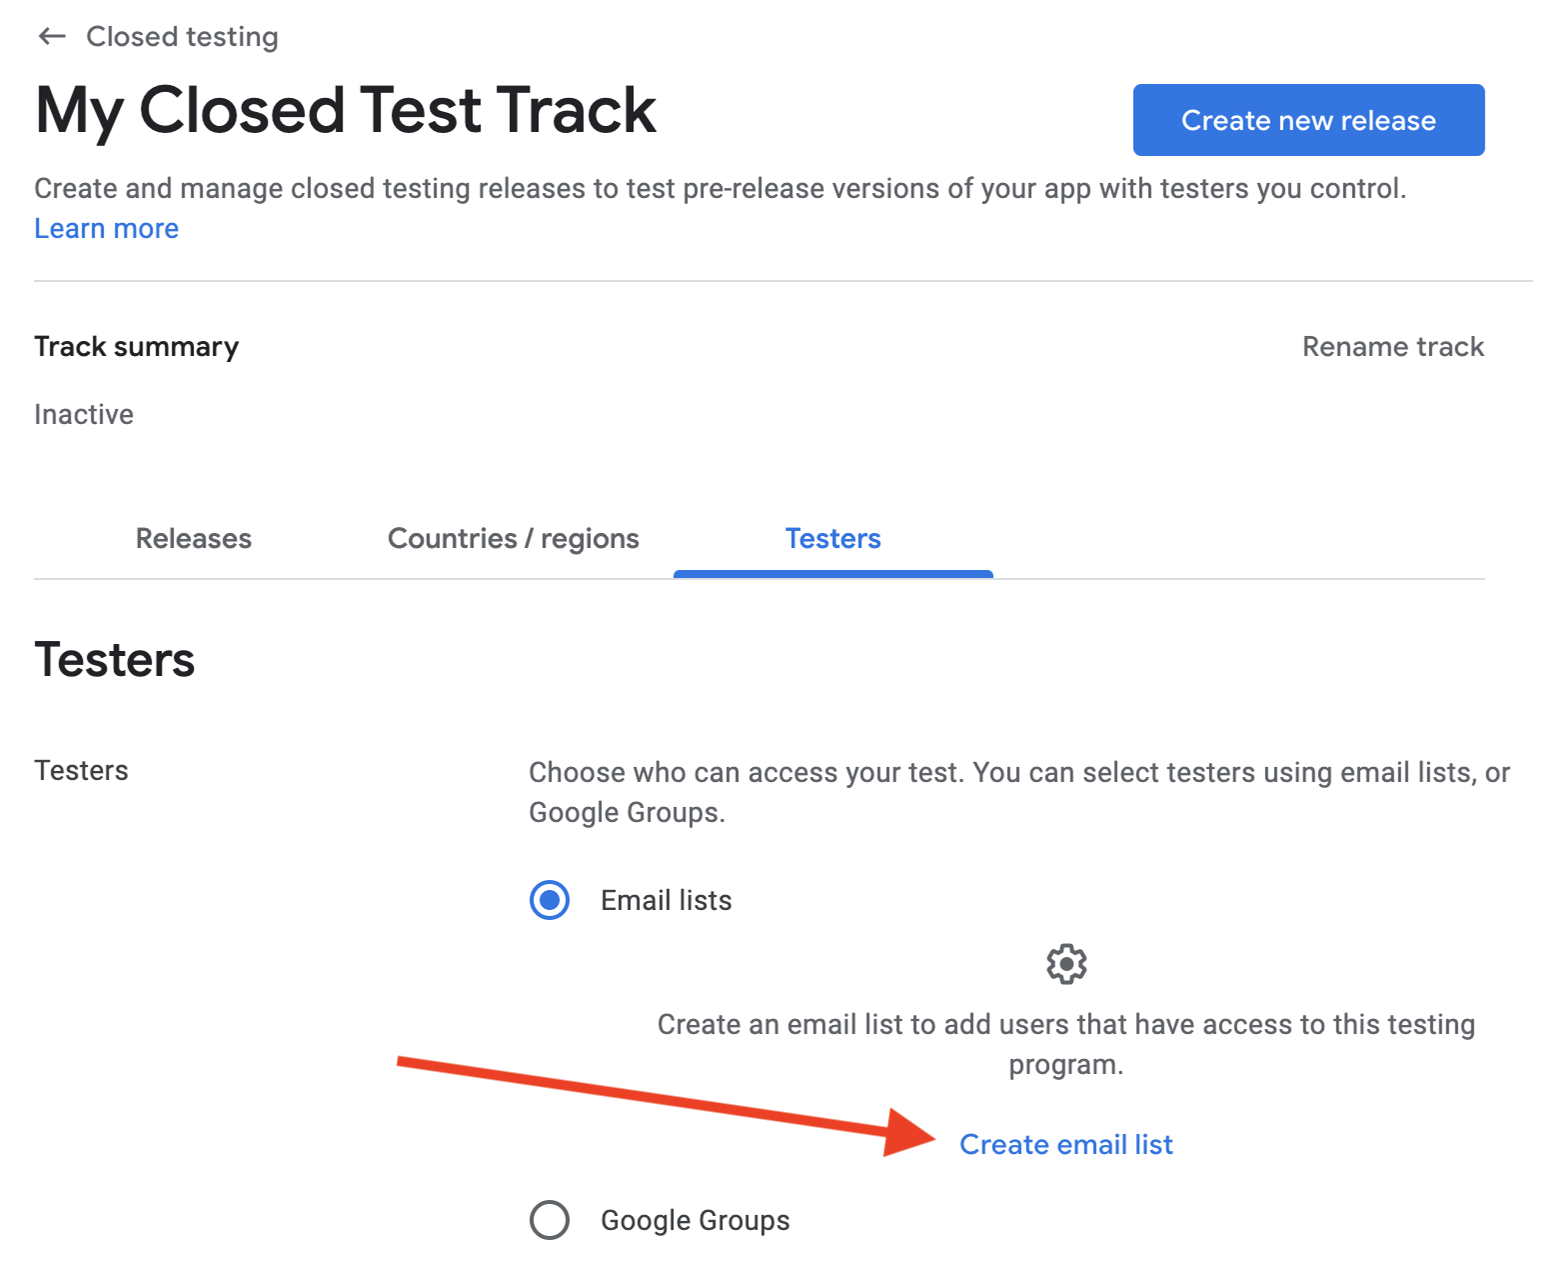 Closed testing
My Closed Test Track
Create new release
Create and manage closed testing releases to test pre-release versions of your app with testers you control.
Learn more
Track summary
Rename track
Inactive
Releases
Countries / regions
Testers
Testers
Testers
Choose who can access your test. You can select testers using email lists, or
Google Groups.
Email lists
Create an email list to add users that have access to this testing
program.
Create email list
Google Groups